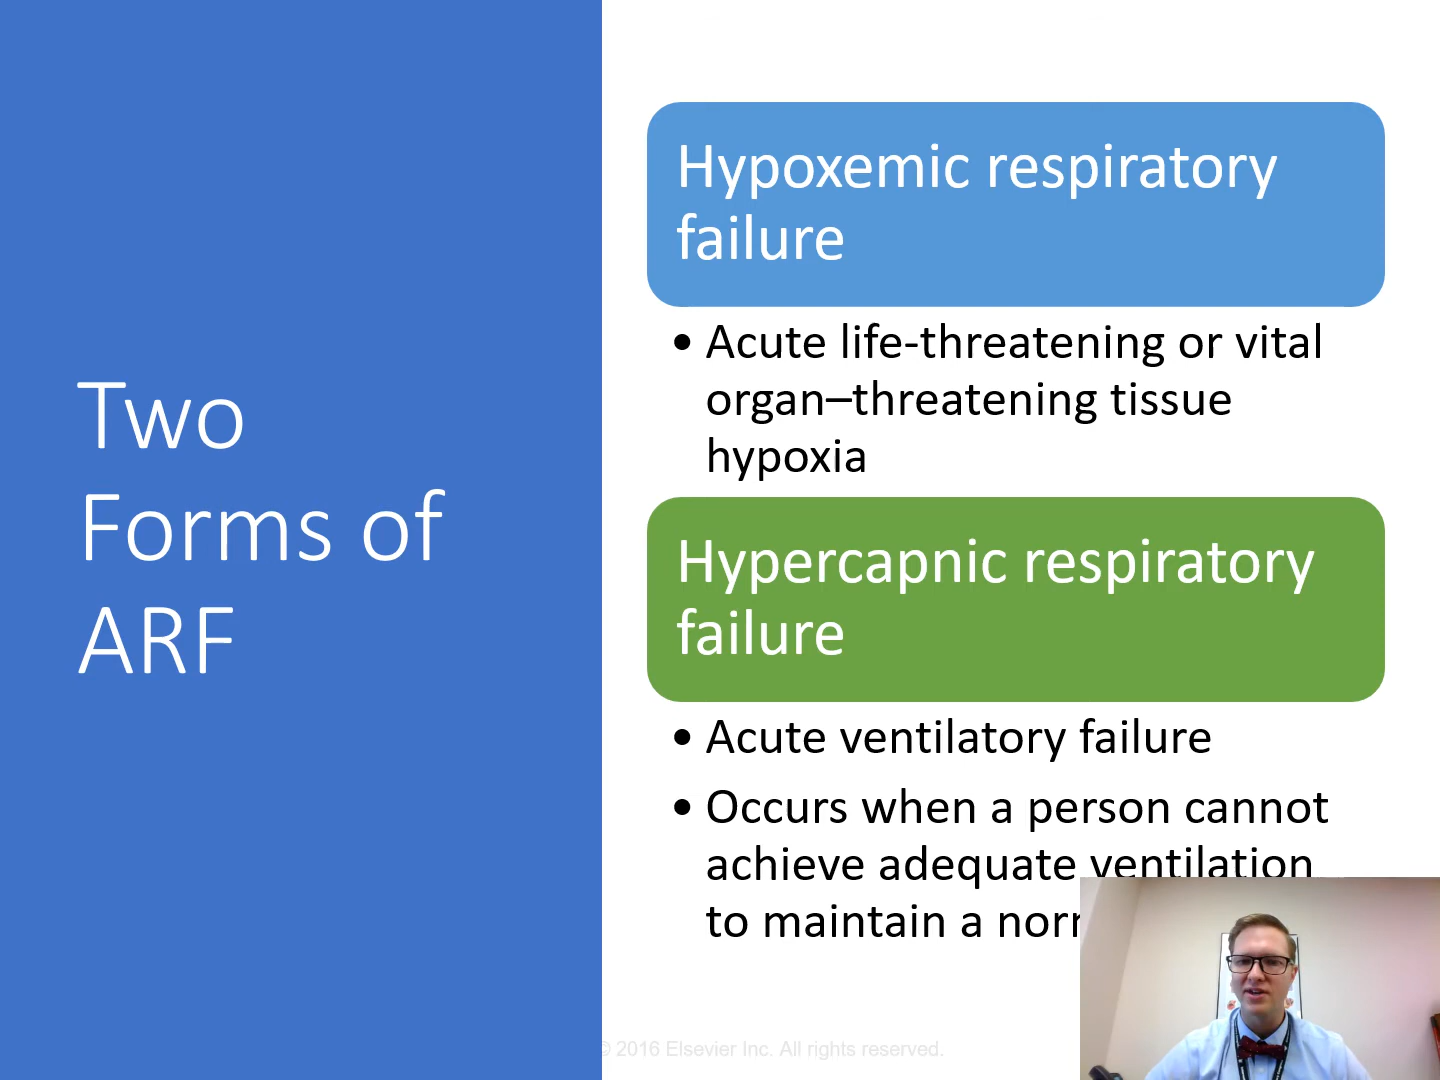 Two
Forms of
ARF
Hypoxemic respiratory
failure
• Acute life-threatening or vital
organ–threatening tissue
hypoxia
Hypercapnic respiratory
failure
• Acute ventilatory failure
• Occurs when a person cannot
achieve adequate ventilation
to maintain a
© 2016 Elsevier Inc. All rights reserved.